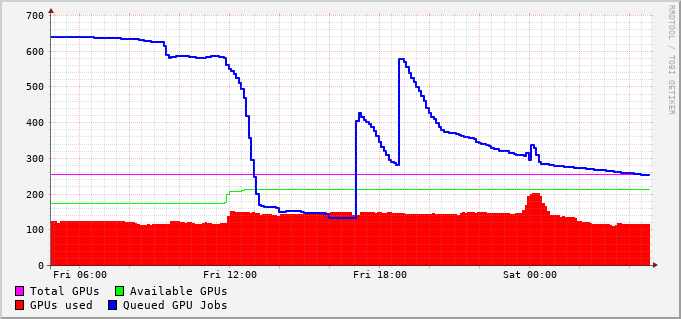 700
600
500
400
300
200
100
0
Fri 06:00 Fri 12:00 Fri 18:00 Sat 00:00
Total GPUs Available GPUs
GPUs used Queued GPU Jobs
RRDTOOL / TOBI OETIKER